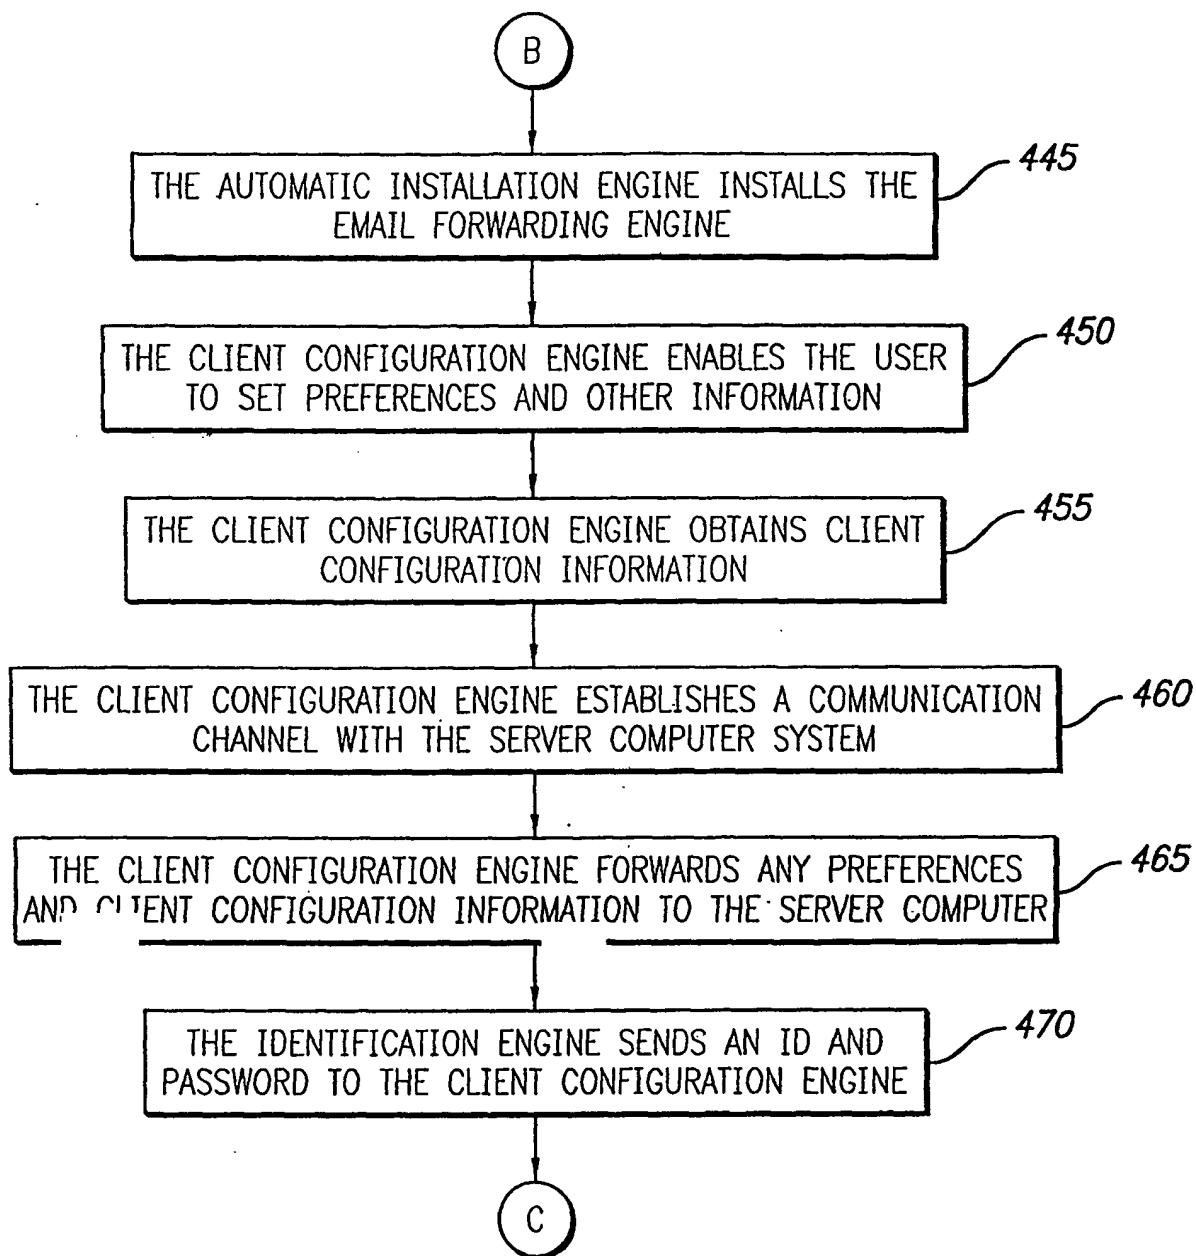 B
THE AUTOMATIC INSTALLATION ENGINE INSTALLS THE
EMAIL FORWARDING ENGINE
445
THE CLIENT CONFIGURATION ENGINE ENABLES THE USER
TO SET PREFERENCES AND OTHER INFORMATION
450
THE CLIENT CONFIGURATION ENGINE OBTAINS CLIENT
CONFIGURATION INFORMATION
455
THE CLIENT CONFIGURATION ENGINE ESTABLISHES A COMMUNICATION
CHANNEL WITH THE SERVER COMPUTER SYSTEM
460
THE CLIENT CONFIGURATION ENGINE FORWARDS ANY PREFERENCES
AND CLIENT CONFIGURATION INFORMATION TO THE SERVER COMPUTER
465
THE IDENTIFICATION ENGINE SENDS AN ID AND
PASSWORD TO THE CLIENT CONFIGURATION ENGINE
470
C